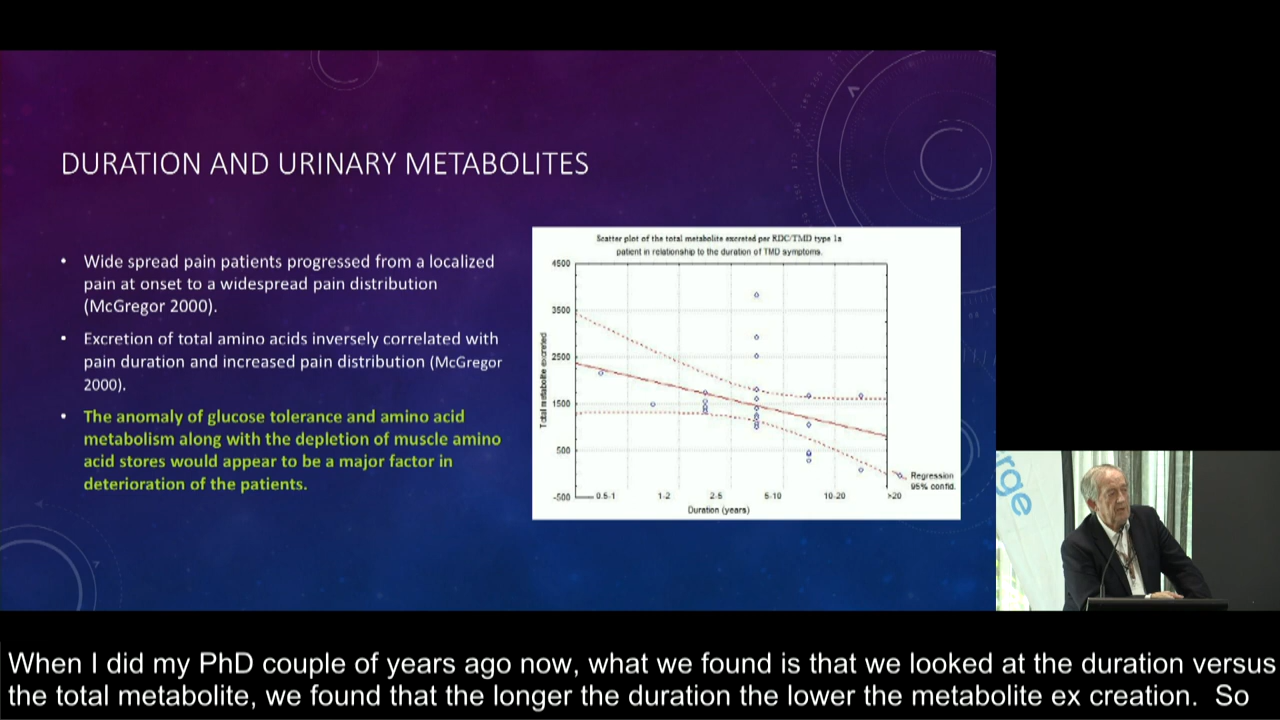 DURATION AND URINARY METABOLITES
• Wide spread pain patients progressed from a localized
pain at onset to a widespread pain distribution
(McGregor 2000).
• Excretion of total amino acids inversely correlated with
pain duration and increased pain distribution (McGregor
2000).
• The anomaly of glucose tolerance and amino acid
metabolism along with the depletion of muscle amino
acid stores would appear to be a major factor in
deterioration of the patients.
Scatter plot of the total metabolite excreted per RDC/TMD type 1a
patient in relationship to the duration of TMD symptoms.
Total metabolite excreted
4500
3500
2500
1500
500
-500
0.5-1 1-2 2-5 5-10 10-20 >20
Duration (years)
Regression
95% confid.
rge
When I did my PhD couple of years ago now, what we found is that we looked at the duration versus
the total metabolite, we found that the longer the duration the lower the metabolite ex creation.  So